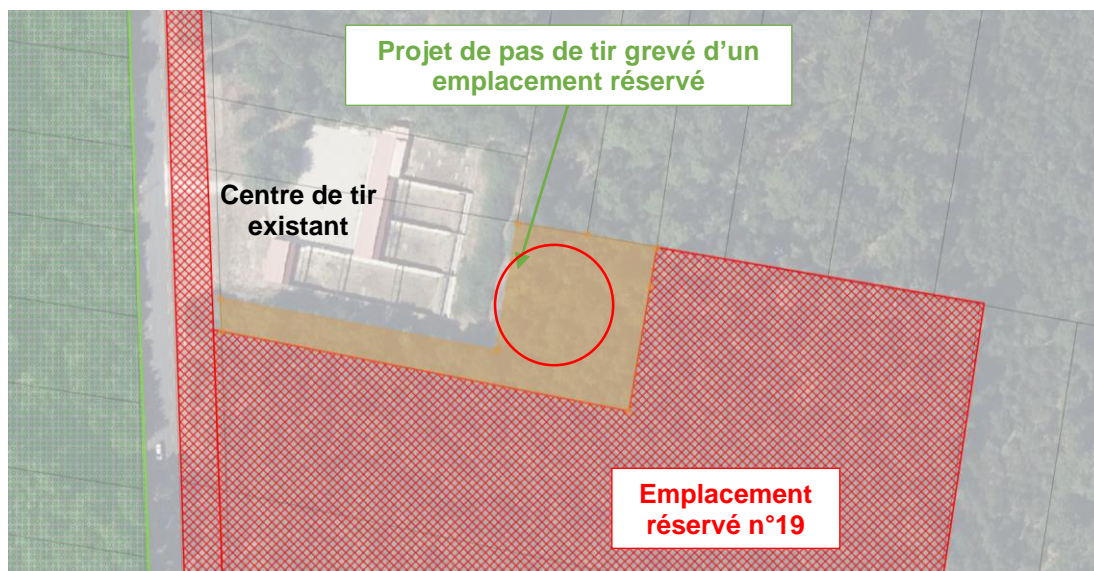 Projet de pas de tir grevé d’un
emplacement réservé
Centre de tir
existant
Emplacement
réservé n°19